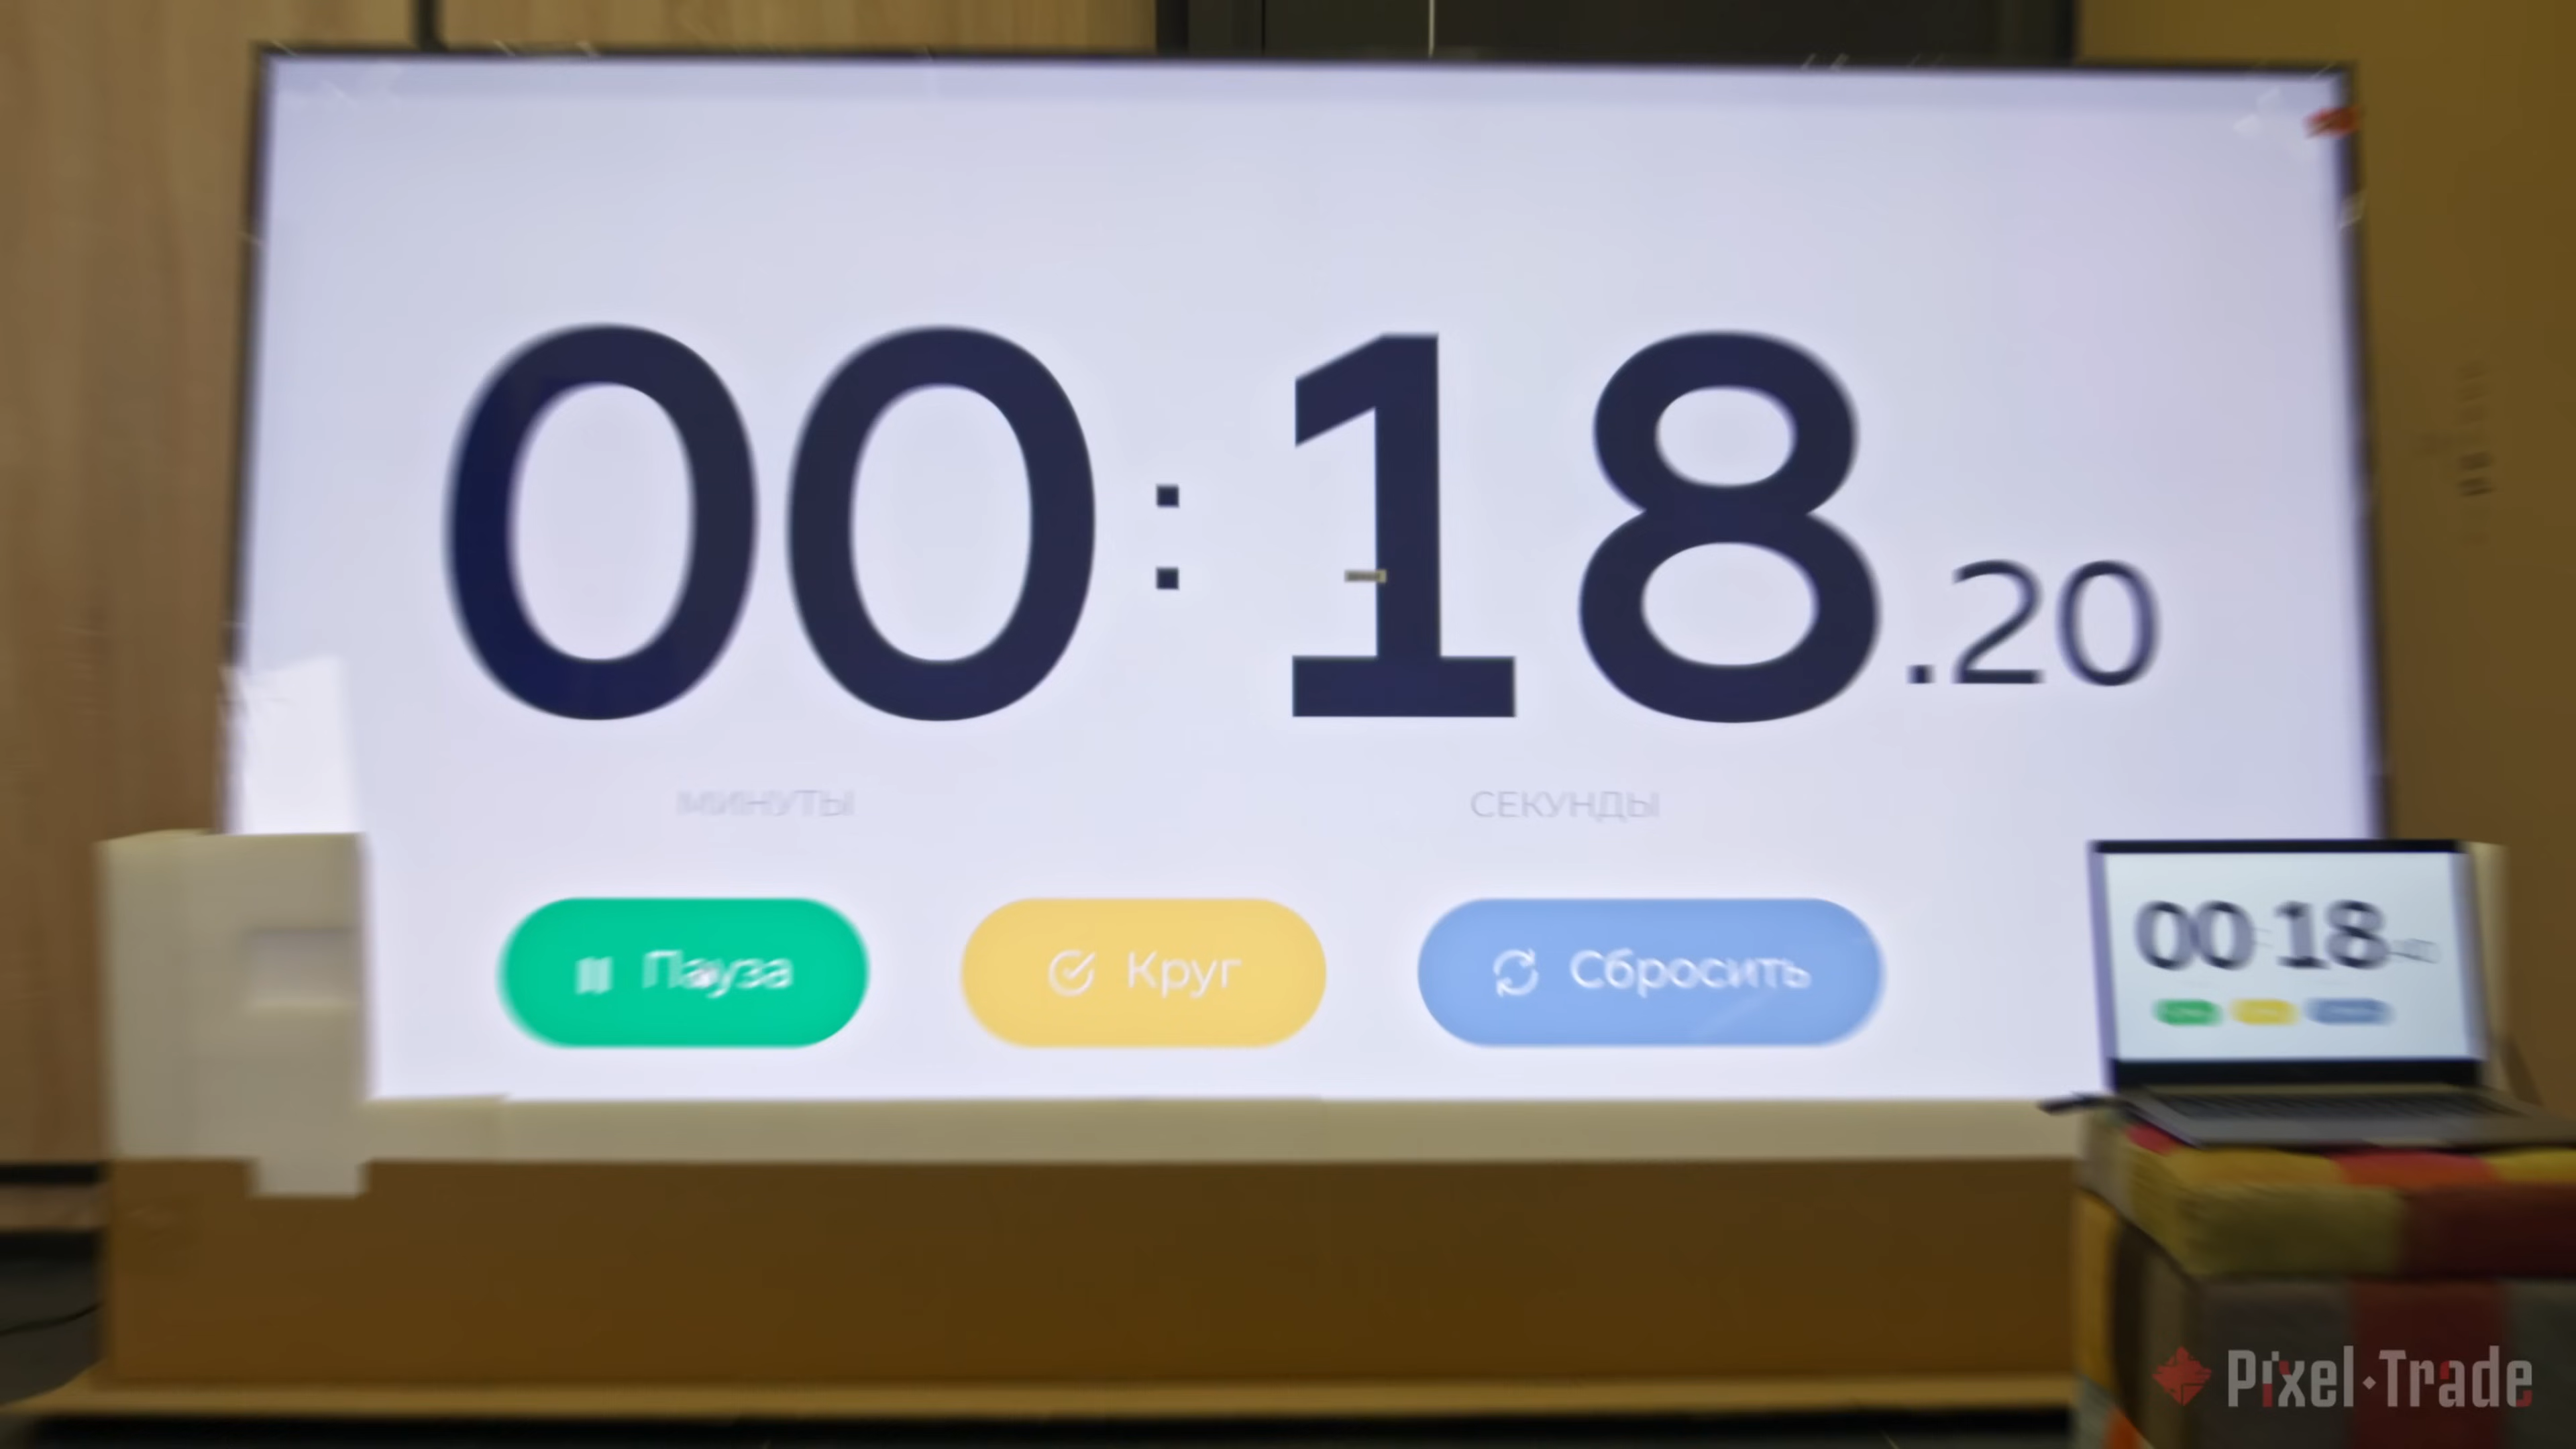 00:18.20
МИНУТЫ СЕКУНДЫ
Пауза Круг Сбросить
00:18
Pixel·Trade